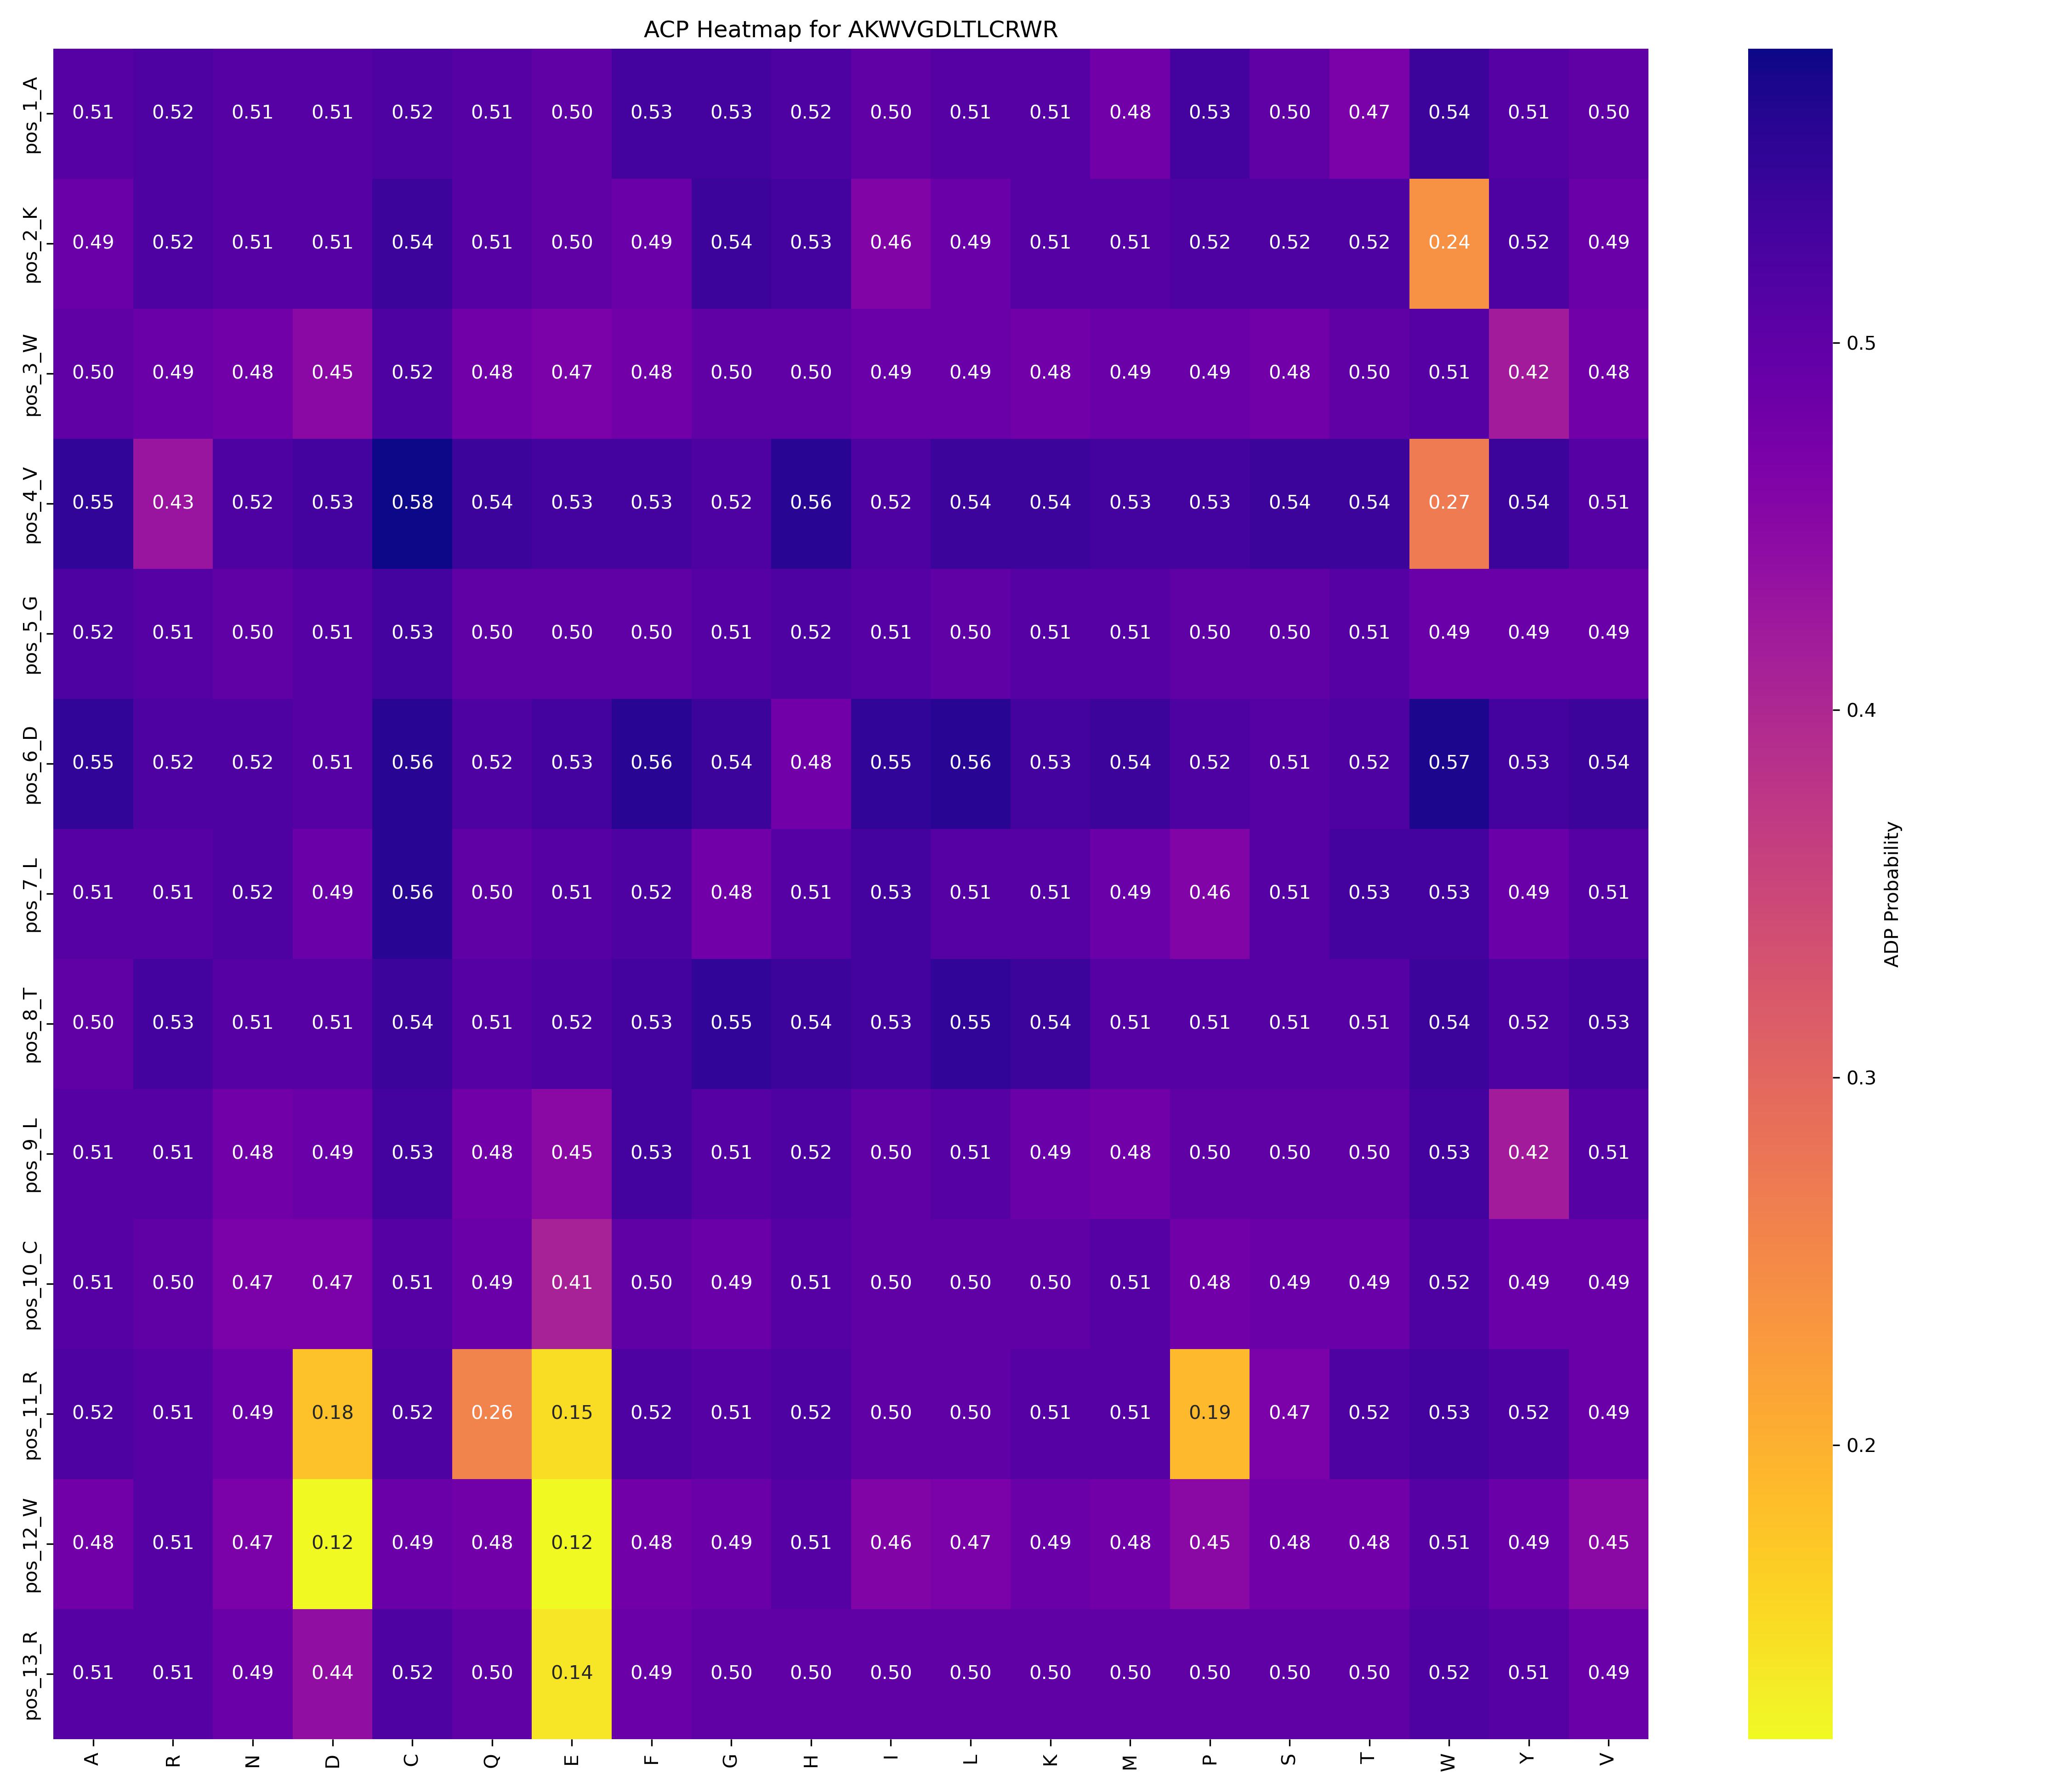 ACP Heatmap for AKWVGDLTLCRWR
pos_1_A 0.51 0.52 0.51 0.51 0.52 0.51 0.50 0.53 0.53 0.52 0.50 0.51 0.51 0.48 0.53 0.50 0.47 0.54 0.51 0.50
pos_2_K 0.49 0.52 0.51 0.51 0.54 0.51 0.50 0.49 0.54 0.53 0.46 0.49 0.51 0.51 0.52 0.52 0.52 0.24 0.52 0.49
pos_3_W 0.50 0.49 0.48 0.45 0.52 0.48 0.47 0.48 0.50 0.50 0.49 0.49 0.48 0.49 0.49 0.48 0.50 0.51 0.42 0.48
pos_4_V 0.55 0.43 0.52 0.53 0.58 0.54 0.53 0.53 0.52 0.56 0.52 0.54 0.54 0.53 0.53 0.54 0.54 0.27 0.54 0.51
pos_5_G 0.52 0.51 0.50 0.51 0.53 0.50 0.50 0.50 0.51 0.52 0.51 0.50 0.51 0.51 0.50 0.50 0.51 0.49 0.49 0.49
pos_6_D 0.55 0.52 0.52 0.51 0.56 0.52 0.53 0.56 0.54 0.48 0.55 0.56 0.53 0.54 0.52 0.51 0.52 0.57 0.53 0.54
pos_7_L 0.51 0.51 0.52 0.49 0.56 0.50 0.51 0.52 0.48 0.51 0.53 0.51 0.51 0.49 0.46 0.51 0.53 0.53 0.49 0.51
pos_8_T 0.50 0.53 0.51 0.51 0.54 0.51 0.52 0.53 0.55 0.54 0.53 0.55 0.54 0.51 0.51 0.51 0.51 0.54 0.52 0.53
pos_9_L 0.51 0.51 0.48 0.49 0.53 0.48 0.45 0.53 0.51 0.52 0.50 0.51 0.49 0.48 0.50 0.50 0.50 0.53 0.42 0.51
pos_10_C 0.51 0.50 0.47 0.47 0.51 0.49 0.41 0.50 0.49 0.51 0.50 0.50 0.50 0.51 0.48 0.49 0.49 0.52 0.49 0.49
pos_11_R 0.52 0.51 0.49 0.18 0.52 0.26 0.15 0.52 0.51 0.52 0.50 0.50 0.51 0.51 0.19 0.47 0.52 0.53 0.52 0.49
pos_12_W 0.48 0.51 0.47 0.12 0.49 0.48 0.12 0.48 0.49 0.51 0.46 0.47 0.49 0.48 0.45 0.48 0.48 0.51 0.49 0.45
pos_13_R 0.51 0.51 0.49 0.44 0.52 0.50 0.14 0.49 0.50 0.50 0.50 0.50 0.50 0.50 0.50 0.50 0.50 0.52 0.51 0.49
A R N D C Q E F G H I L K M P S T W Y V
0.5
0.4
0.3
0.2
ADP Probability